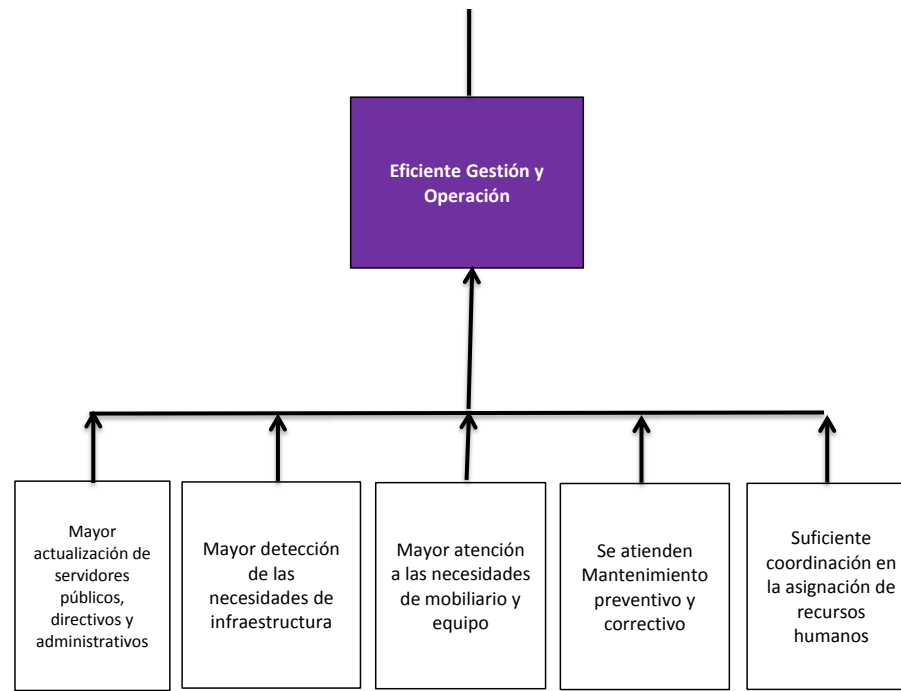 Eficiente Gestión y
Operación
Mayor
actualización de
servidores
públicos,
directivos y
administrativos
Mayor detección
de las
necesidades de
infraestructura
Mayor atención
a las necesidades
de mobiliario y
equipo
Se atienden
Mantenimiento
preventivo y
correctivo
Suficiente
coordinación en
la asignación de
recursos
humanos